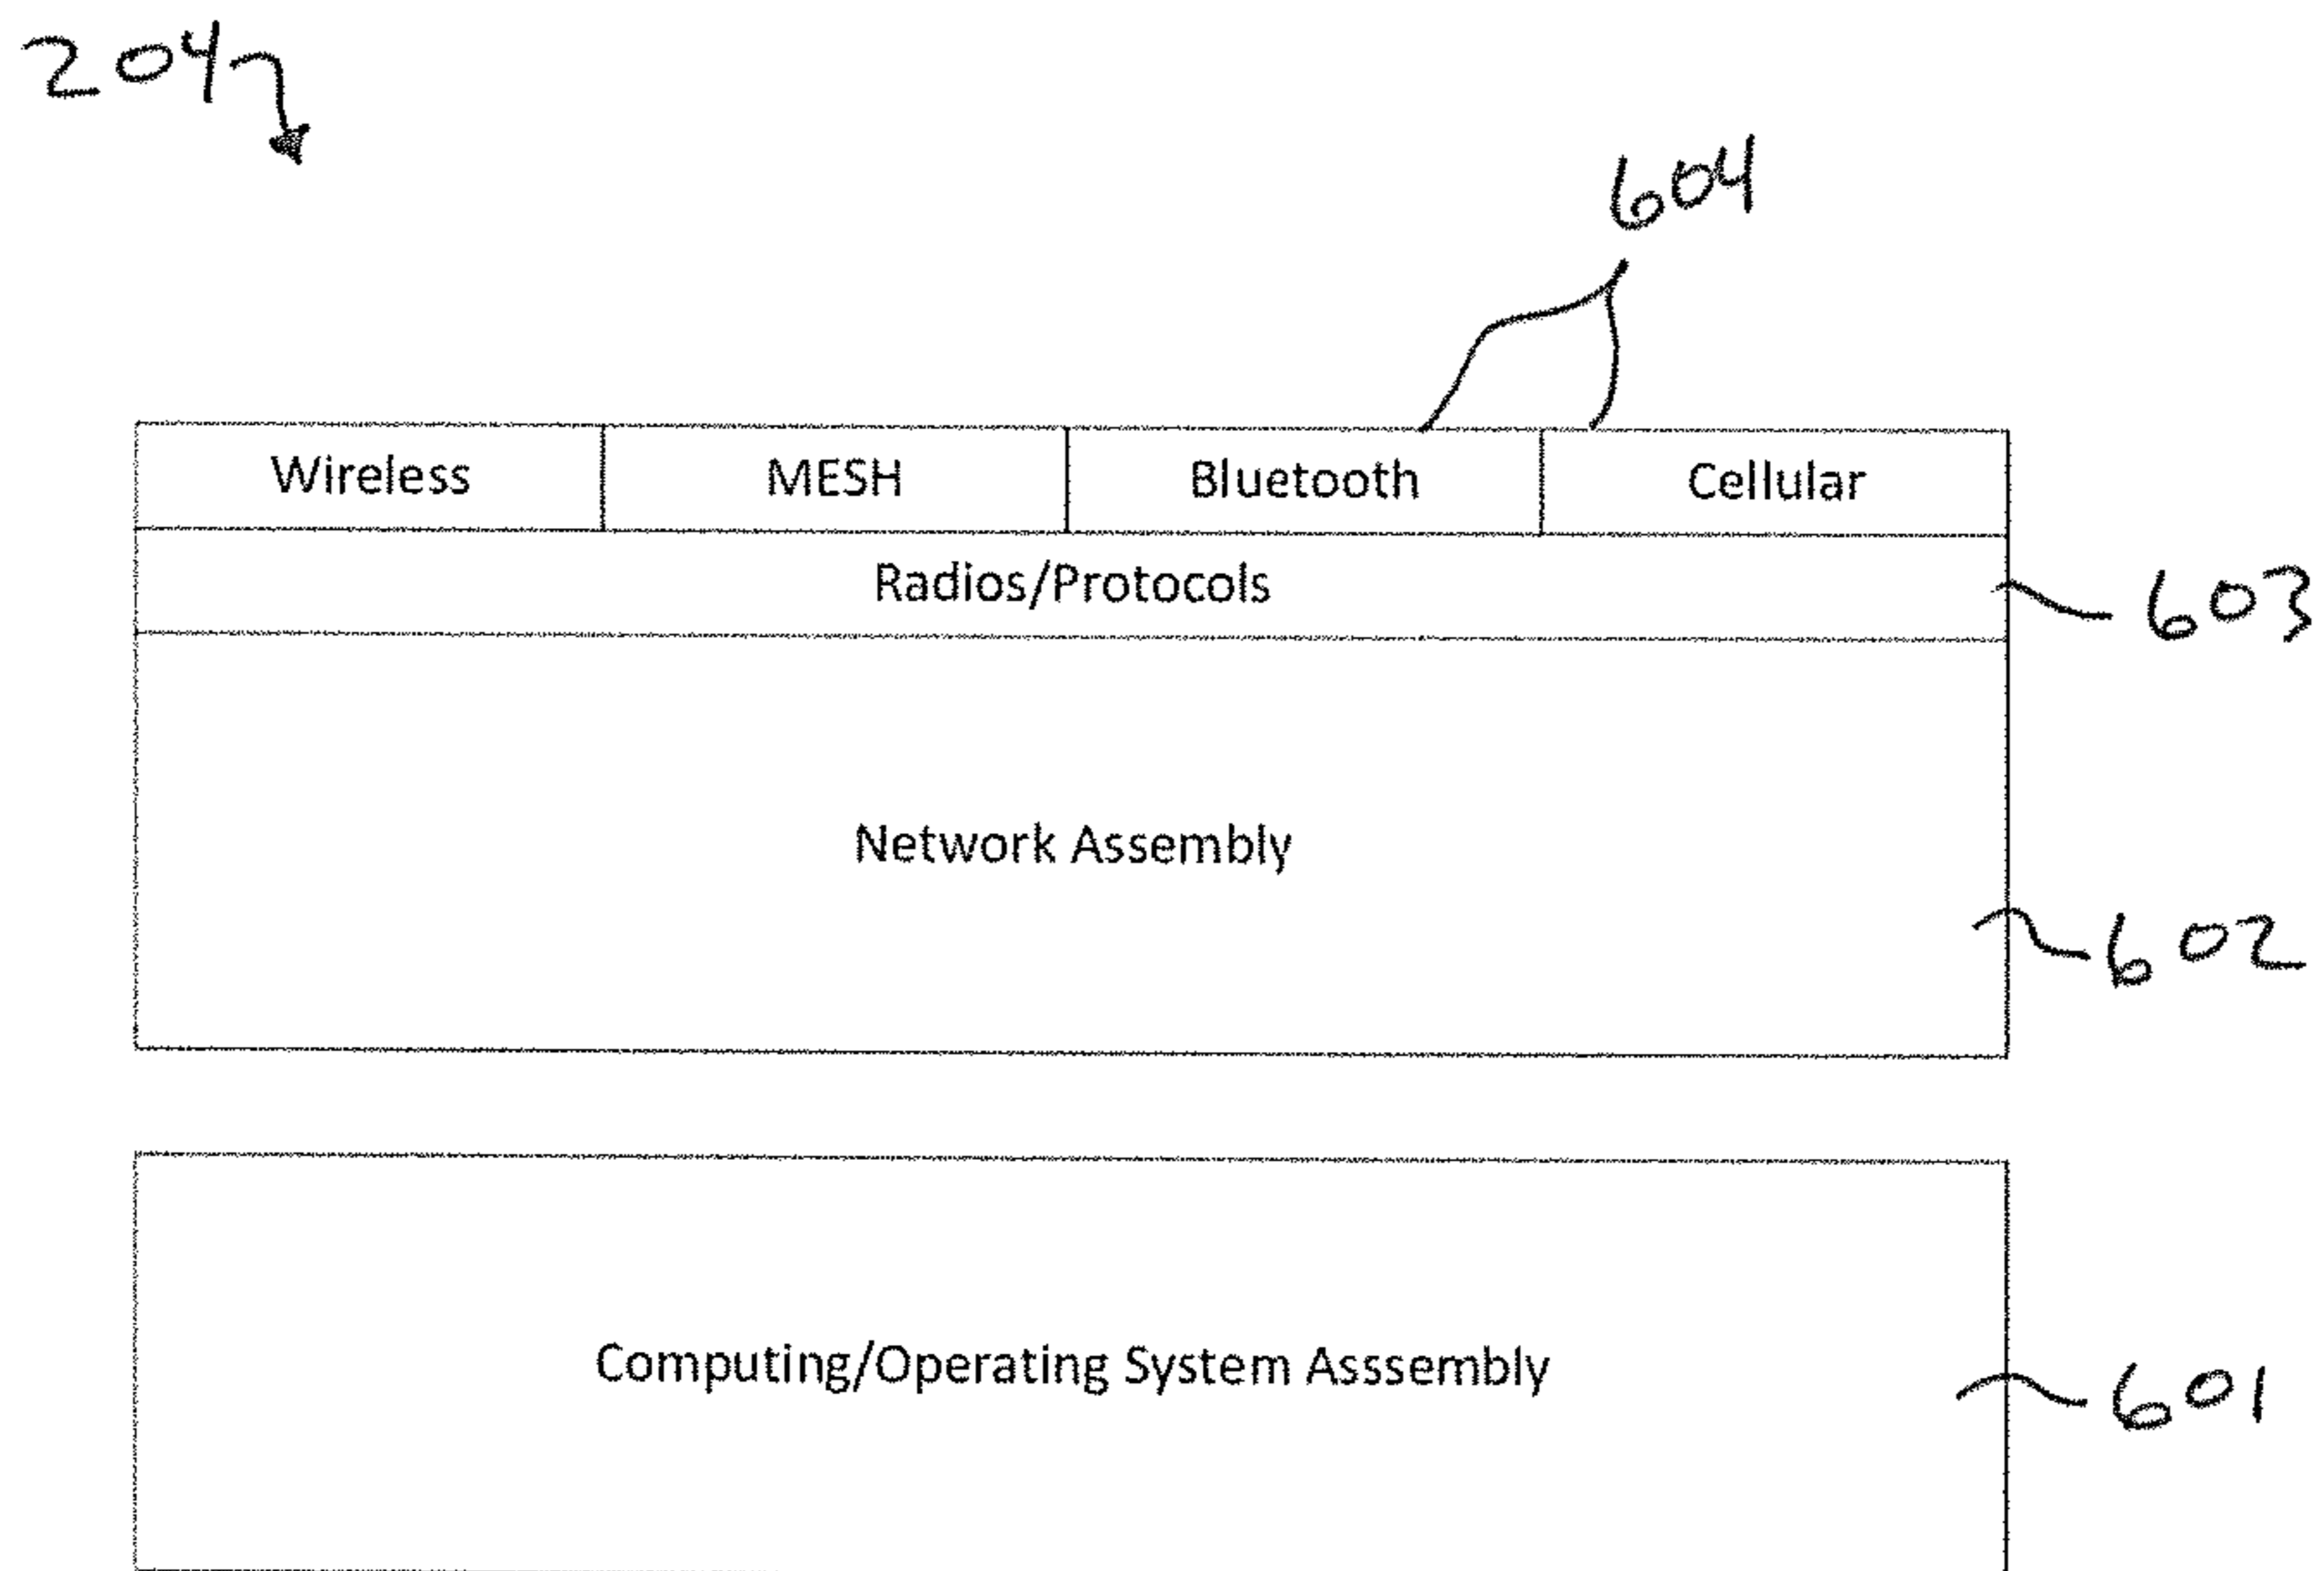 204
604
Wireless MESH Bluetooth Cellular
Radios/Protocols
603
Network Assembly
602
Computing/Operating System Asssembly
601